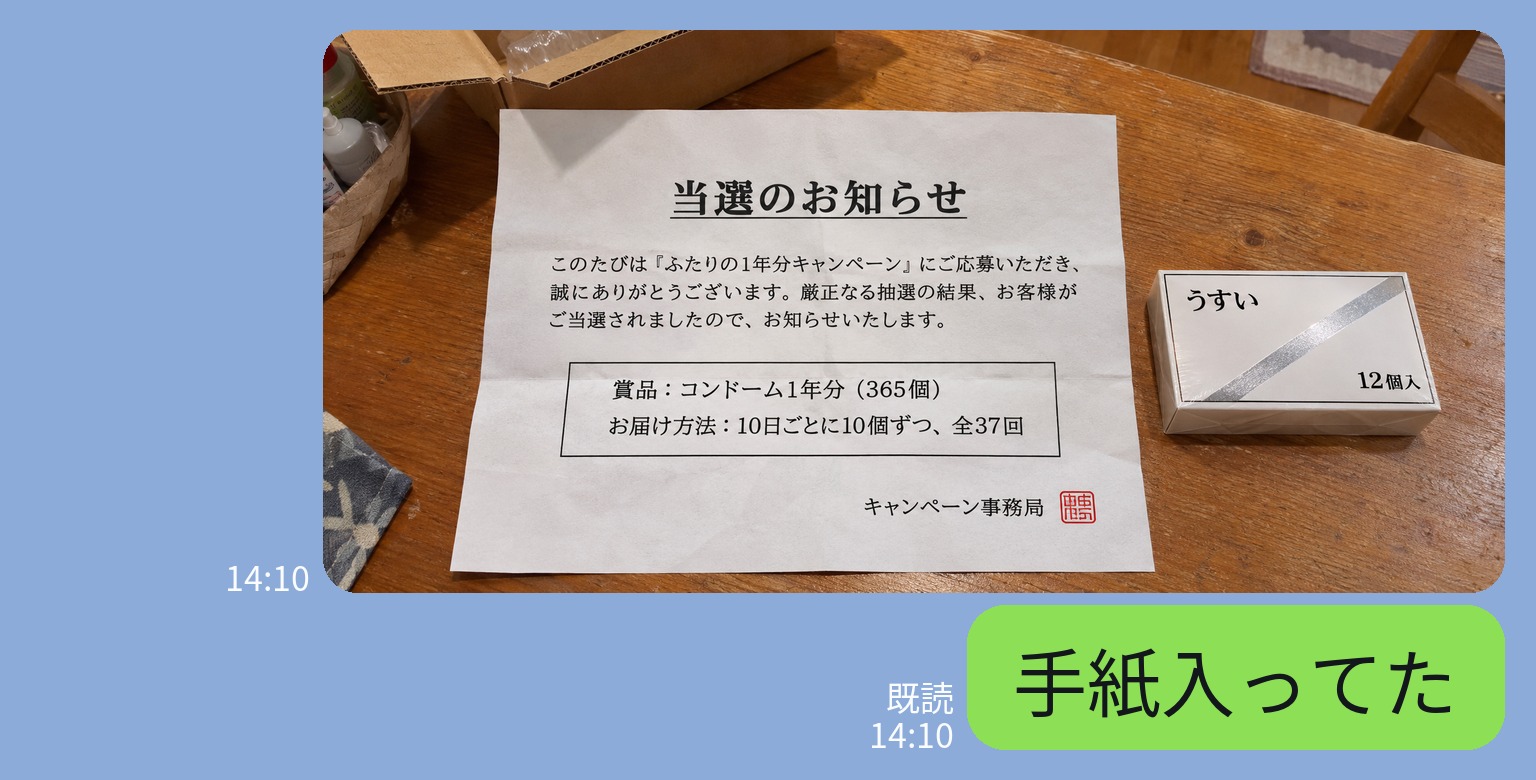 当選のお知らせ
このたびは『ふたりの1年分キャンペーン』にご応募いただき、
誠にありがとうございます。厳正なる抽選の結果、お客様が
ご当選されましたので、お知らせいたします。
賞品：コンドーム1年分（365個）
お届け方法：10日ごとに10個ずつ、全37回
キャンペーン事務局
うすい
12個入
14:10
手紙入ってた
既読
14:10